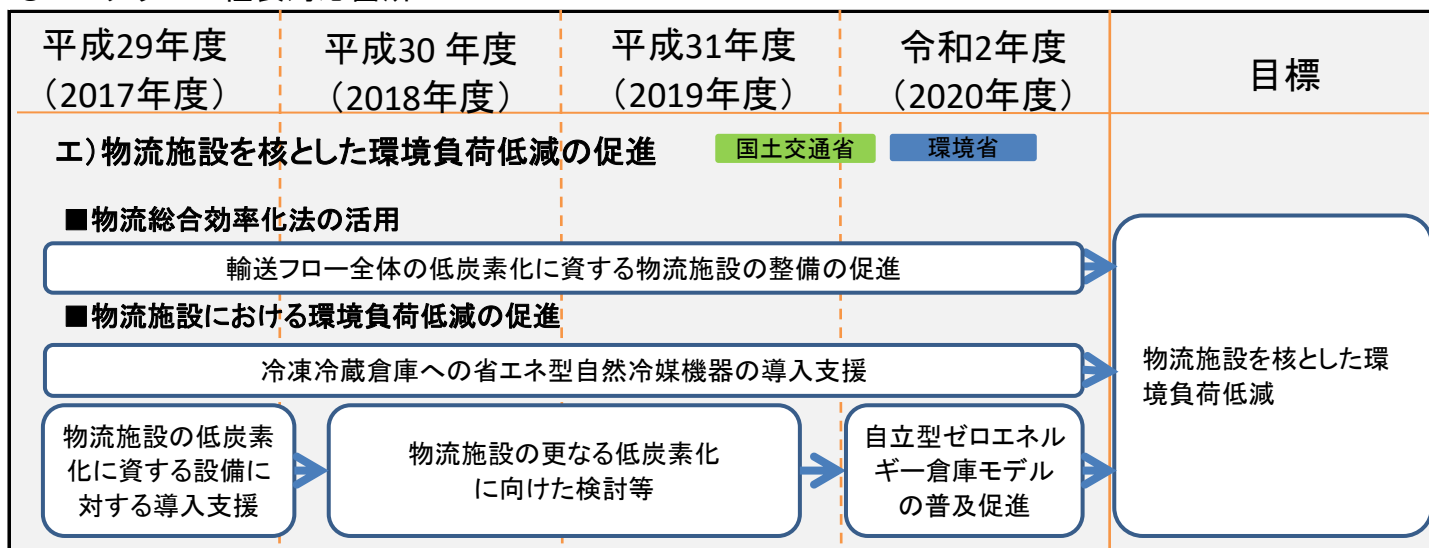 平成29年度
（2017年度）
平成30 年度
（2018年度）
平成31年度
（2019年度）
令和2年度
（2020年度）
目標
エ）物流施設を核とした環境負荷低減の促進
国土交通省
環境省
■物流総合効率化法の活用
輸送フロー全体の低炭素化に資する物流施設の整備の促進
■物流施設における環境負荷低減の促進
冷凍冷蔵倉庫への省エネ型自然冷媒機器の導入支援
物流施設の低炭素
化に資する設備に
対する導入支援
物流施設の更なる低炭素化
に向けた検討等
自立型ゼロエネル
ギー倉庫モデル
の普及促進
物流施設を核とした環
境負荷低減